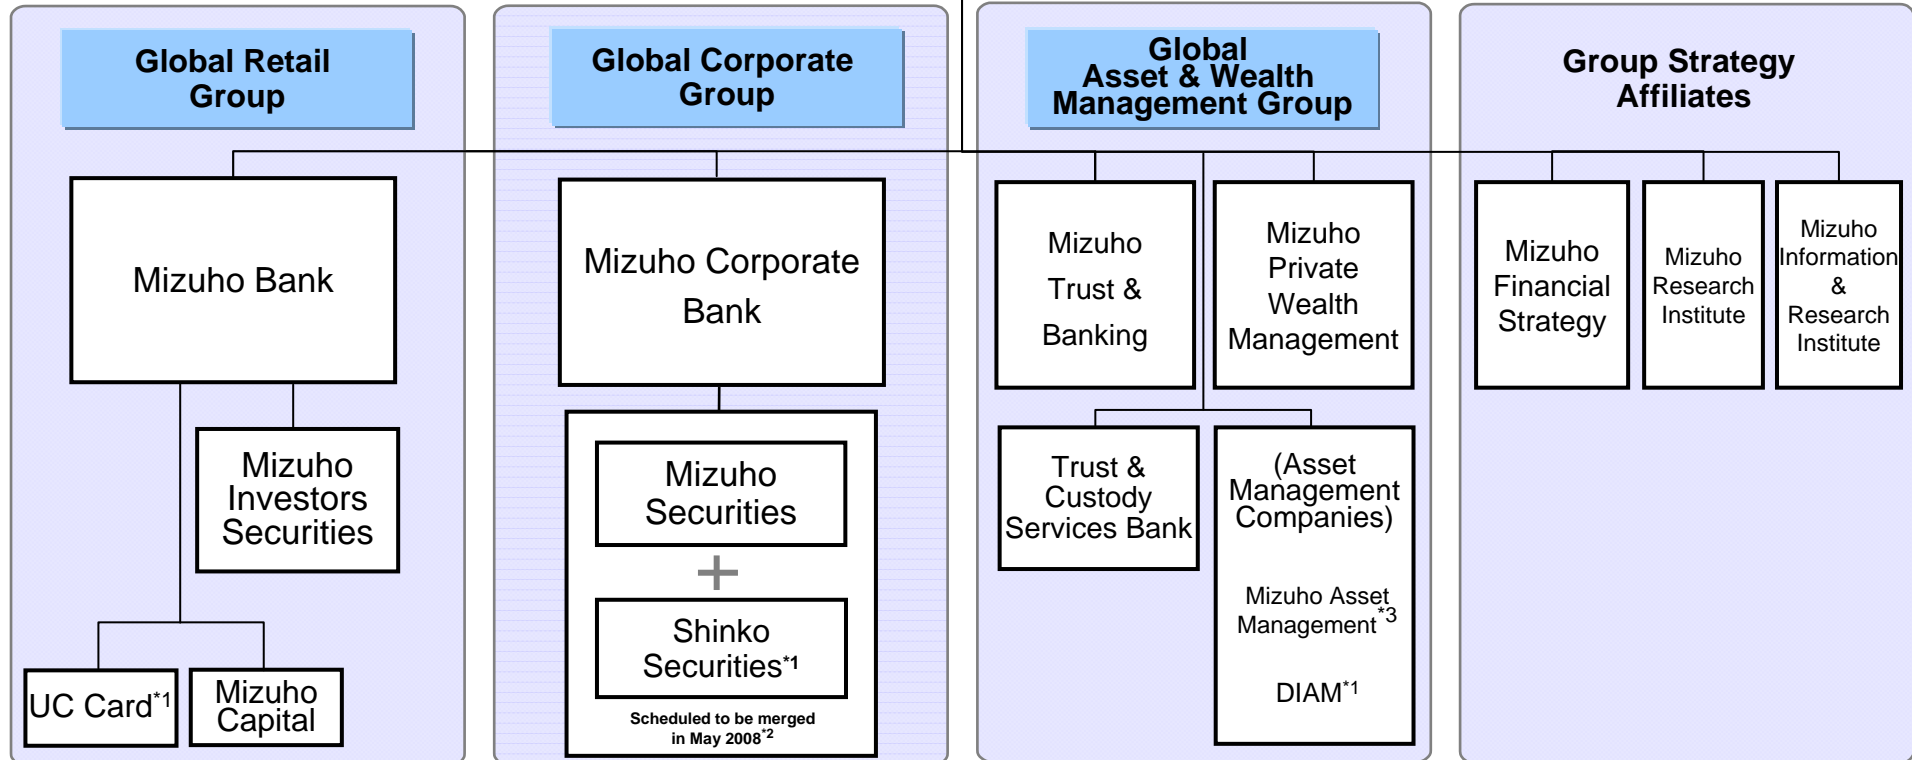 Global Retail
Group
Global Corporate
Group
Global
Asset & Wealth
Management Group
Group Strategy
Affiliates
Mizuho Bank
Mizuho Corporate
Bank
Mizuho
Trust &
Banking
Mizuho
Private
Wealth
Management
Mizuho
Financial
Strategy
Mizuho
Research
Institute
Mizuho
Information
&
Research
Institute
Mizuho
Investors
Securities
UC Card*1
Mizuho
Capital
Mizuho
Securities
+
Shinko
Securities*1
Scheduled to be merged
in May 2008*2
Trust &
Custody
Services Bank
(Asset
Management
Companies)
Mizuho Asset
Management*3
DIAM*1